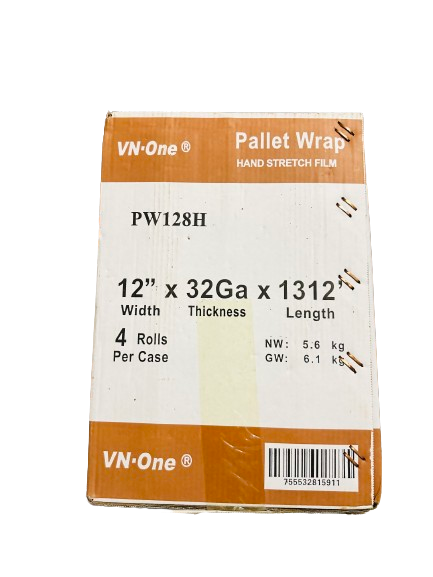 VN·One ®
Pallet Wrap
HAND STRETCH FILM
PW128H
12” x 32Ga x 1312’
Width Thickness Length
4 Rolls
Per Case
NW: 5.6 kg
GW: 6.1 kg
VN·One ®
755532815911